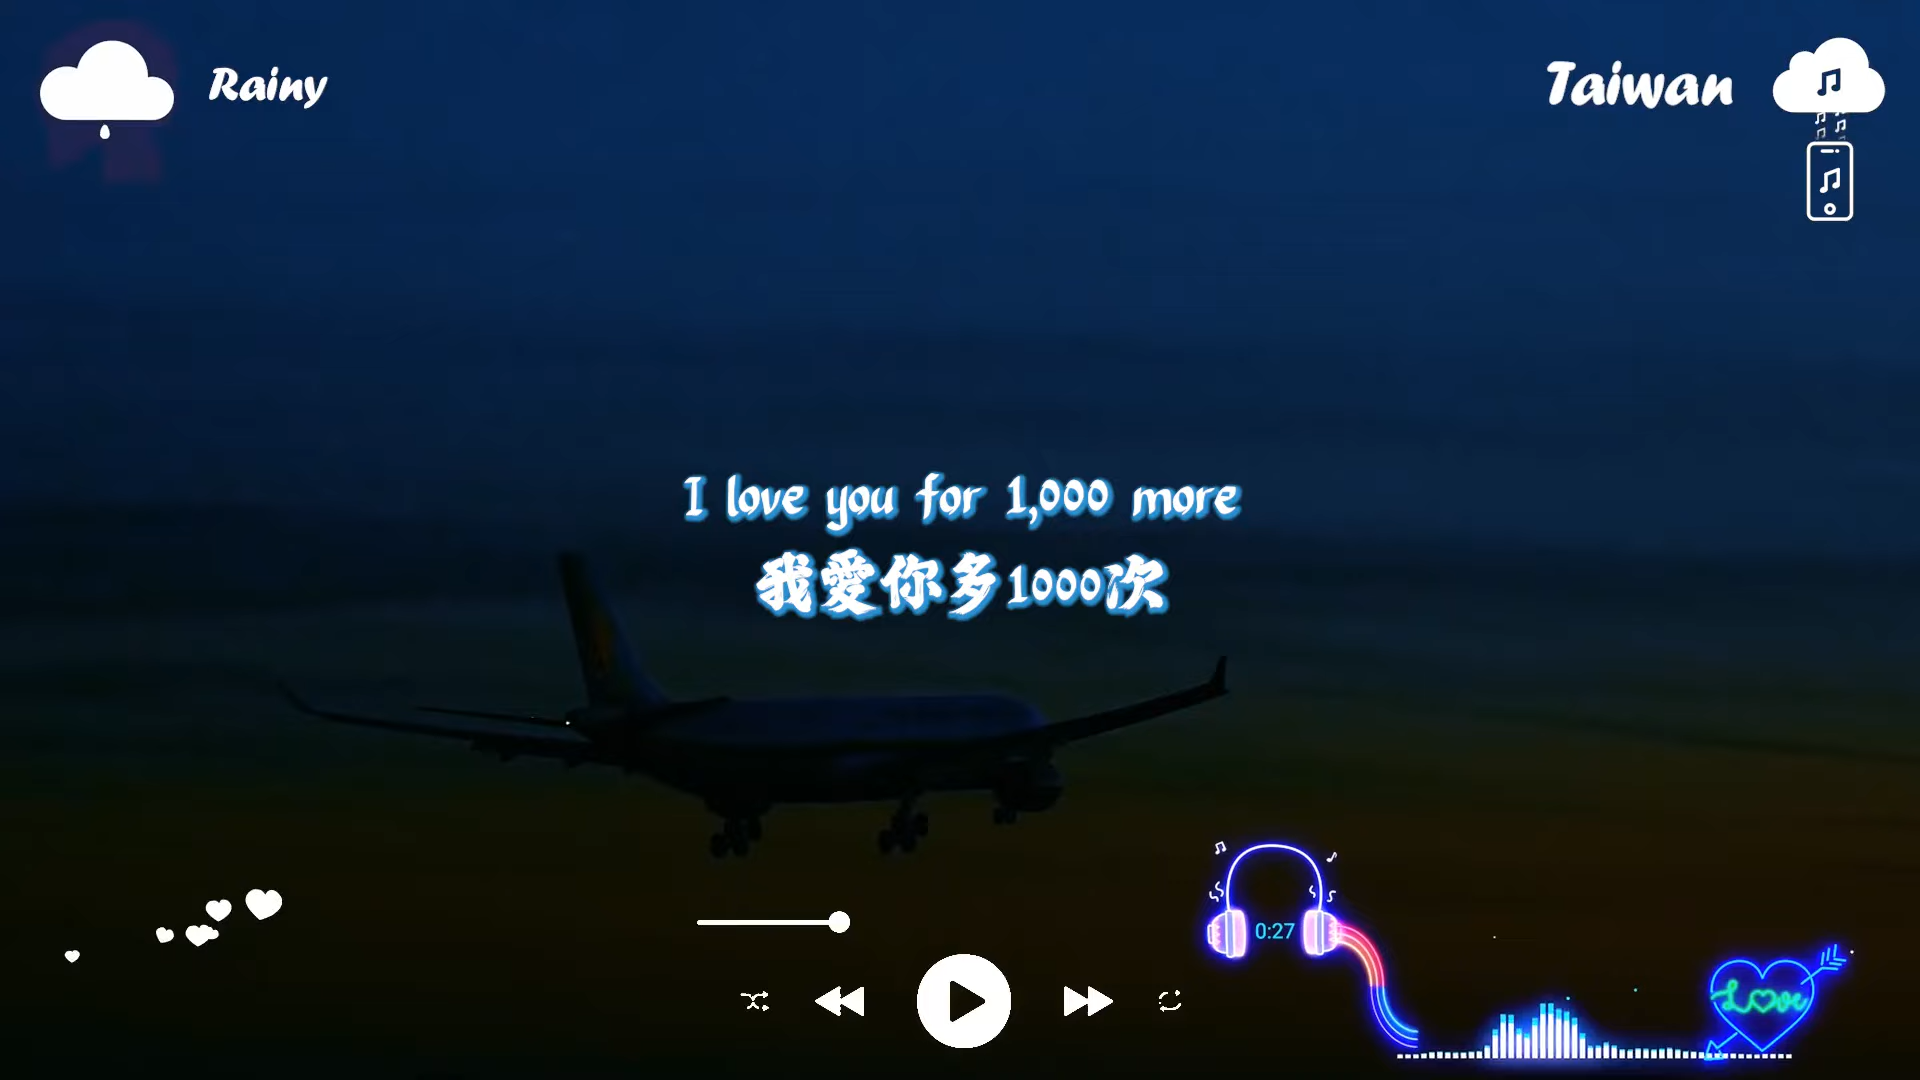 Rainy
Taiwan
I love you for 1,000 more
我愛你多1000次
0:27
Love